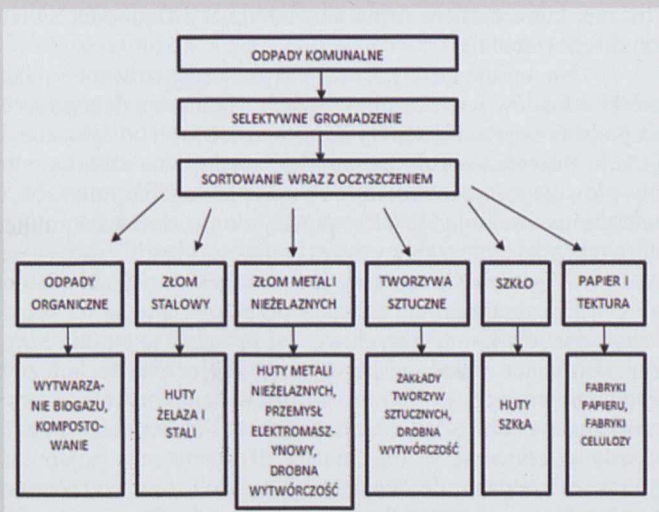 ODPADY KOMUNALNE
SELEKTYWNE GROMADZENIE
SORTOWANIE WRAZ Z OCZYSZCZENIEM
ODPADY
ORGANICZNE
ZŁOM
STALOWY
ZŁOM METALI
NIEŻELAZNYCH
TWORZYWA
SZTUCZNE
SZKŁO
PAPIER I
TEKTURA
WYTWARZA-
NIE BIOGAZU,
KOMPOSTO-
WANIE
HUTY
ŻELAZA I
STALI
HUTY METALI
NIEŻELAZNYCH,
PRZEMYSŁ
ELEKTROMASZ-
YNOWY,
DROBNA
WYTWÓRCZOŚĆ
ZAKŁADY
TWORZYW
SZTUCZNYCH,
DROBNA
WYTWÓRCZOŚĆ
HUTY
SZKŁA
FABRYKI
PAPIERU,
FABRYKI
CELULOZY